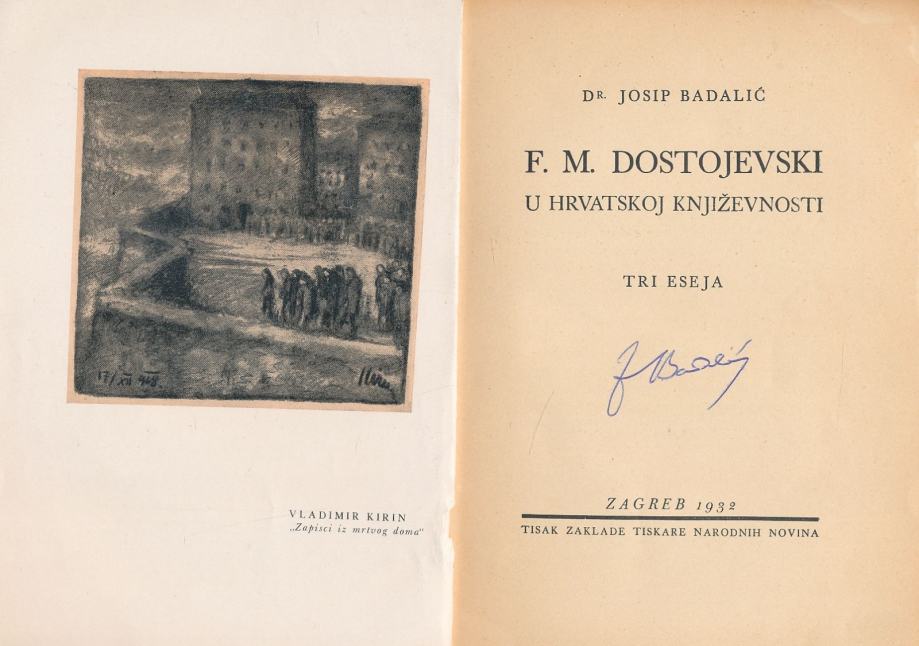 17/XII 918
Kirin
VLADIMIR KIRIN
„Zapisci iz mrtvog doma“
DR. JOSIP BADALIĆ
F. M. DOSTOJEVSKI
U HRVATSKOJ KNJIŽEVNOSTI
TRI ESEJA
J Badalić
ZAGREB 1932
TISAK ZAKLADE TISKARE NARODNIH NOVINA